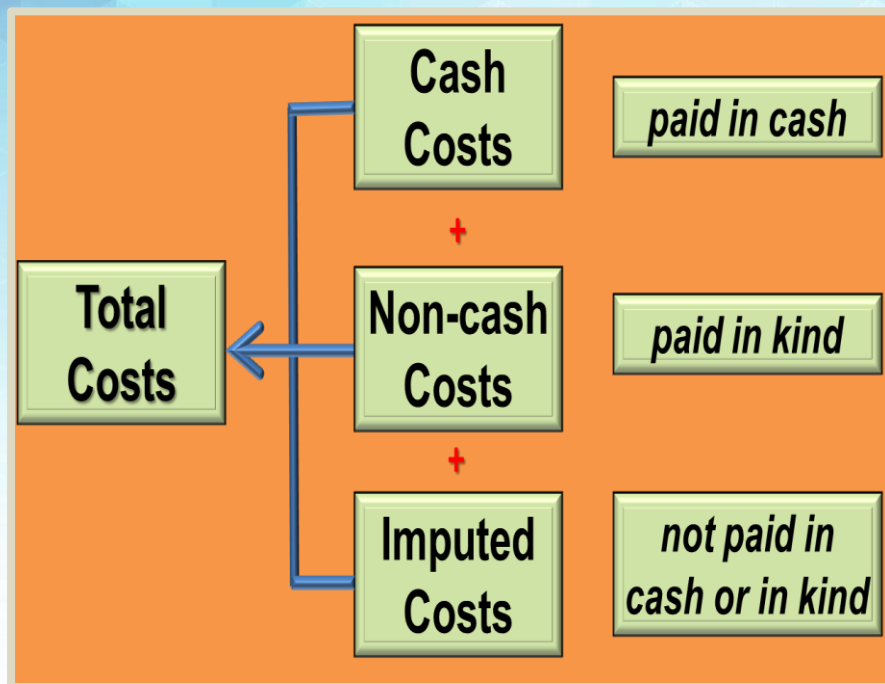 Cash
Costs
paid in cash
+
Total
Costs
Non-cash
Costs
paid in kind
+
Imputed
Costs
not paid in
cash or in kind